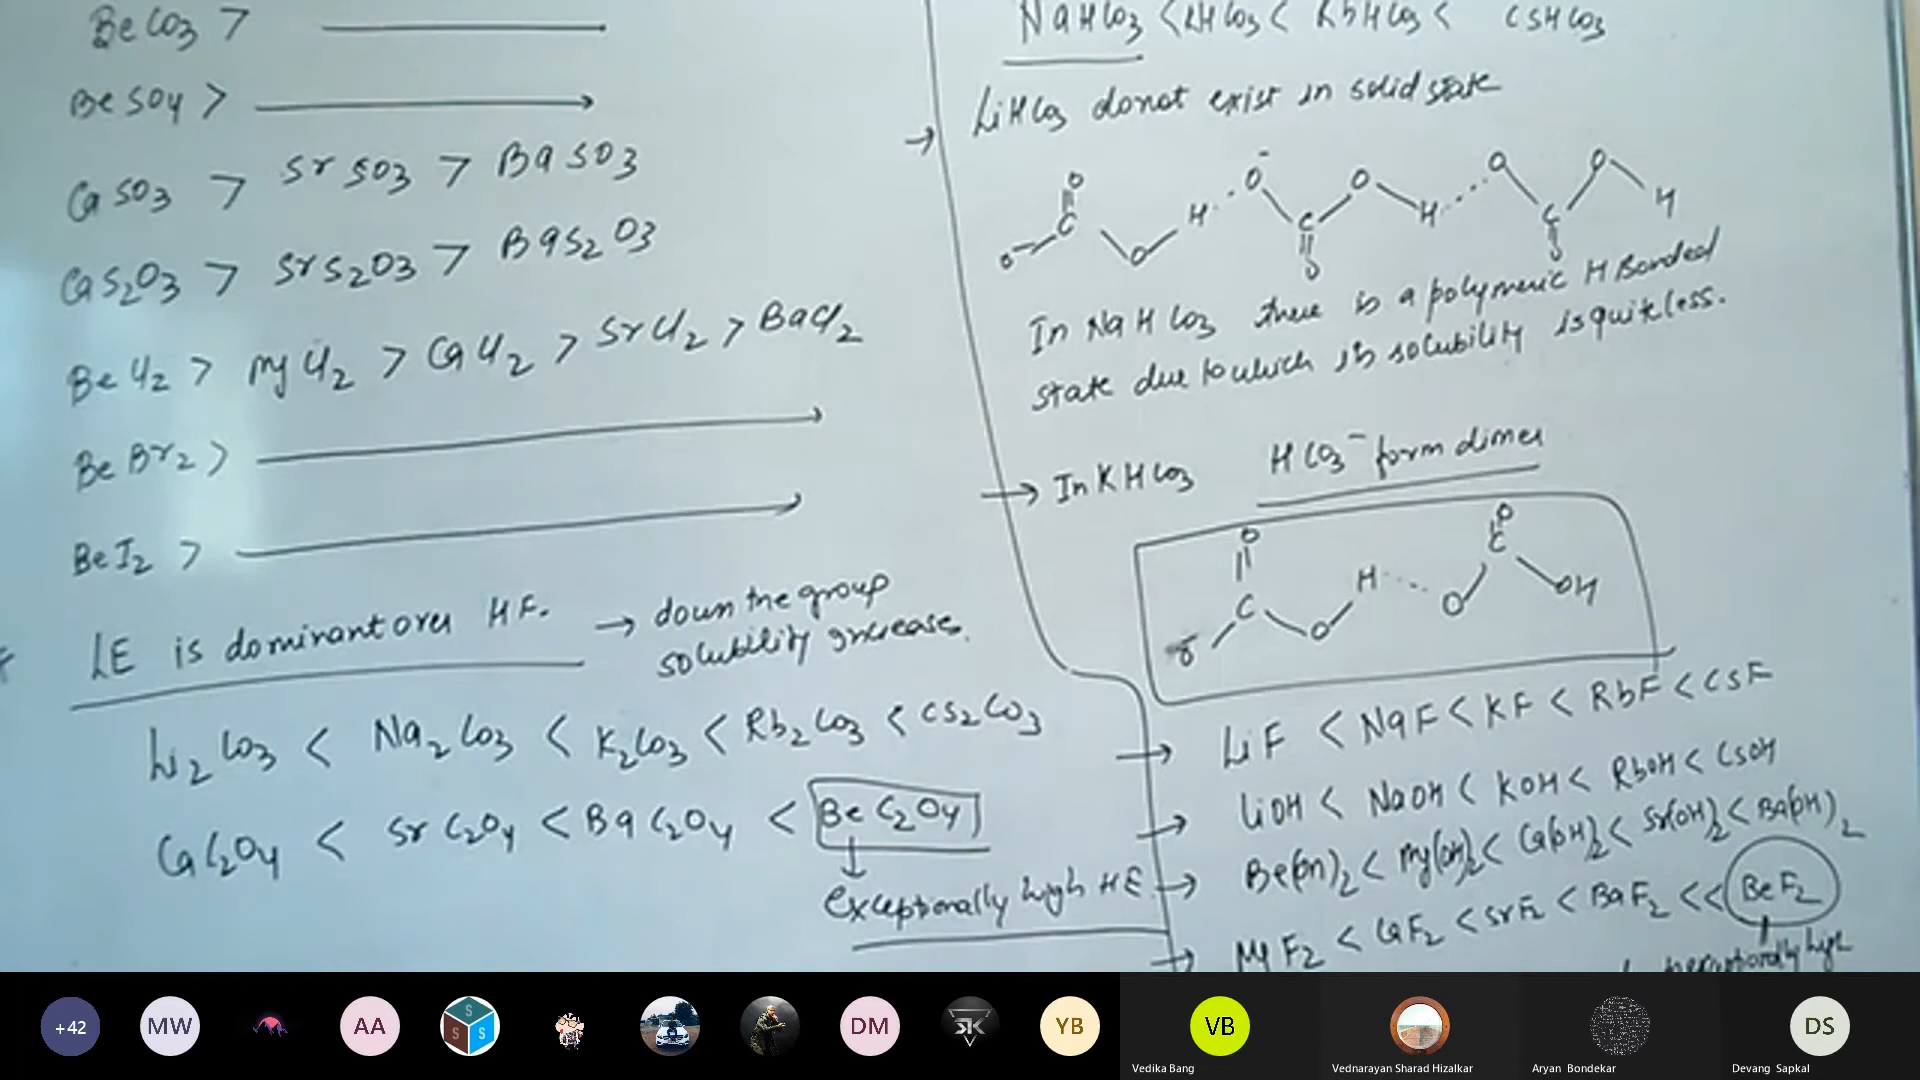 BeCO3 >
BeSO4 >
CaSO3 > SrSO3 > BaSO3
CaS2O3 > SrS2O3 > BaS2O3
BeCl2 > MgCl2 > CaCl2 > SrCl2 > BaCl2
BeBr2 >
BeI2 >
LE is dominant over HE. → down the group
solubility increases.
Li2CO3 < Na2CO3 < K2CO3 < Rb2CO3 < CS2CO3
CaC2O4 < SrC2O4 < BaC2O4 < BeC2O4
exceptionally high HE
NaHCO3 < KHCO3 < RbHCO3 < CSHCO3
→ LiHCO3 donot exist in solid state
O
C
O-
O
H
O-
C
O
O
H
O
C
O
O
H
In NaHCO3 there is a polymeric H Bonded
state due to which its solubility is quite less.
→ In KHCO3 HCO3- form dimer
O
C
O
O
H
O
C
O
OH
→ LiF < NaF < KF < RbF < CSF
→ LiOH < NaOH < KOH < RbOH < CSOH
→ Be(OH)2 < Mg(OH)2 < Ca(OH)2 < Sr(OH)2 < Ba(OH)2
→ MgF2 < CaF2 < SrF2 < BaF2 << BeF2
high
+42 MW AA S S S DM SK YB VB DS
Vedika Bang Vednarayan Sharad Hizalkar Aryan Bondekar Devang Sapkal